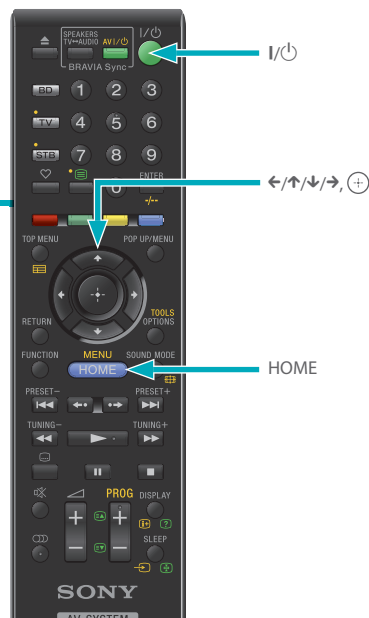 SPEAKERS
TV↔AUDIO AV I/⏻ I/⏻
BRAVIA Sync
I/⏻
BD 1 2 3
TV 4 5 6
STB 7 8 9
0 ENTER
-/--
←/↑/↓/→,
TOP MENU POP UP/MENU
TOOLS
RETURN OPTIONS
FUNCTION MENU SOUND MODE
HOME
HOME
PRESET– PRESET+
TUNING– TUNING+
PROG DISPLAY
+ + i+ ?
SLEEP
– –
SONY
AV SYSTEM